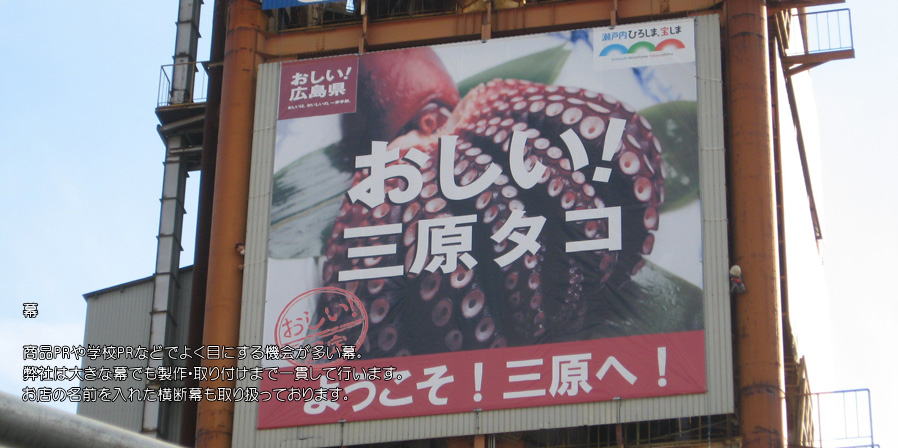 おしい!
広島県
瀬戸内 ひろしま、宝しま
おしい!
三原タコ
おしい!
ようこそ！三原へ！
幕
商品PRや学校PRなどでよく目にする機会が多い幕。
弊社は大きな幕でも製作・取り付けまで一貫して行います。
お店の名前を入れた横断幕も取り扱っております。